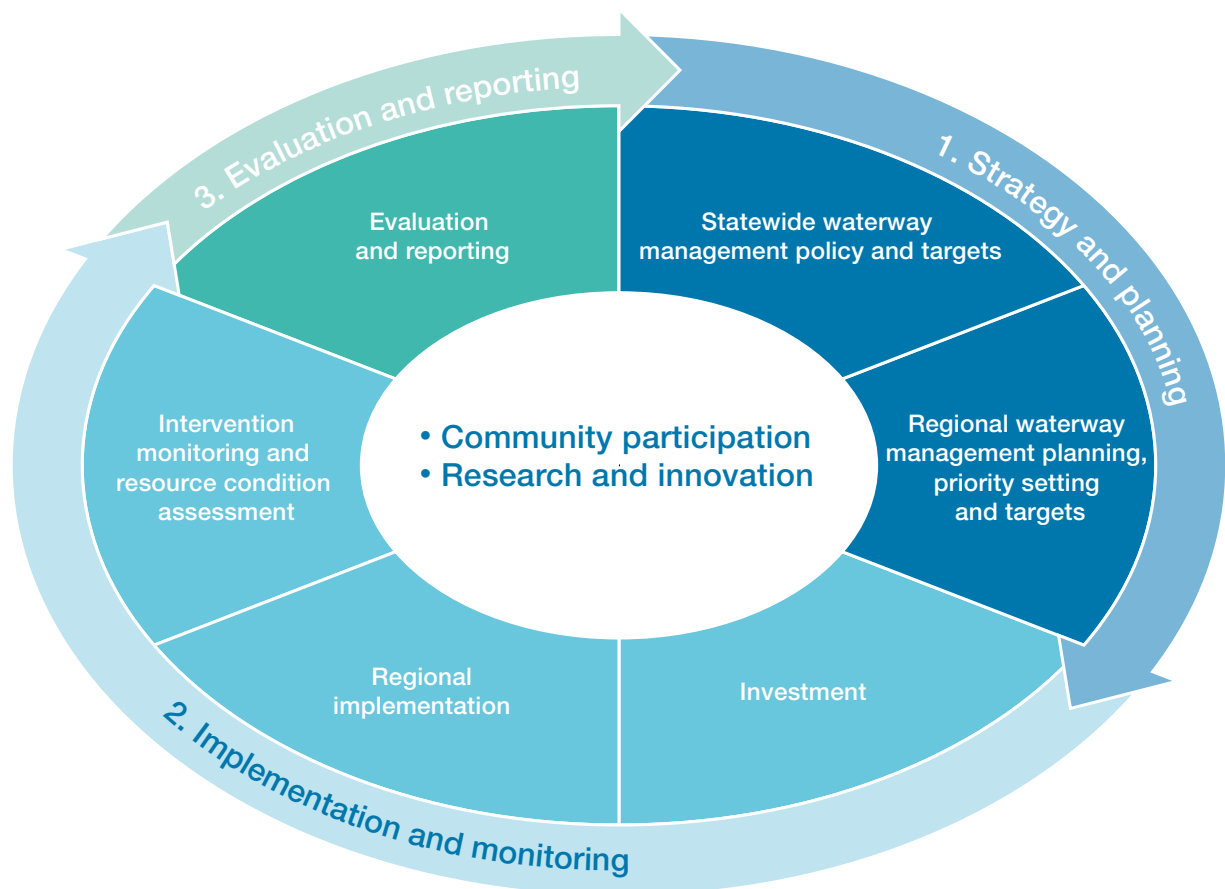 3. Evaluation and reporting
1. Strategy and planning
Evaluation
and reporting
Statewide waterway
management policy and targets
Intervention
monitoring and
resource condition
assessment
• Community participation
• Research and innovation
Regional waterway
management planning,
priority setting
and targets
Regional
implementation
Investment
2. Implementation and monitoring